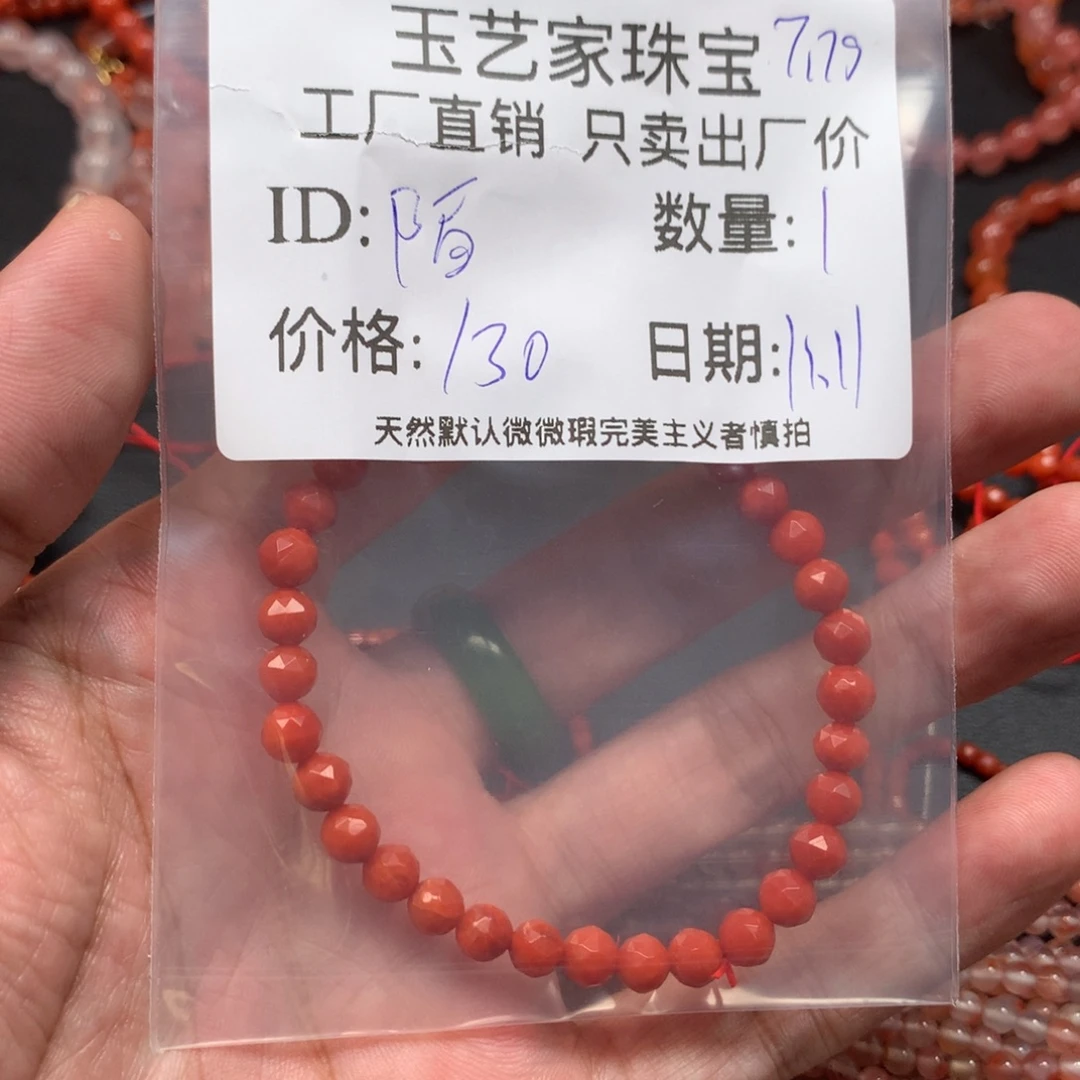 玉艺家珠宝 7.7g
工厂直销 只卖出厂价
ID: 陌 数量: 1
价格: 130 日期: 11.11
天然默认微微瑕完美主义者慎拍